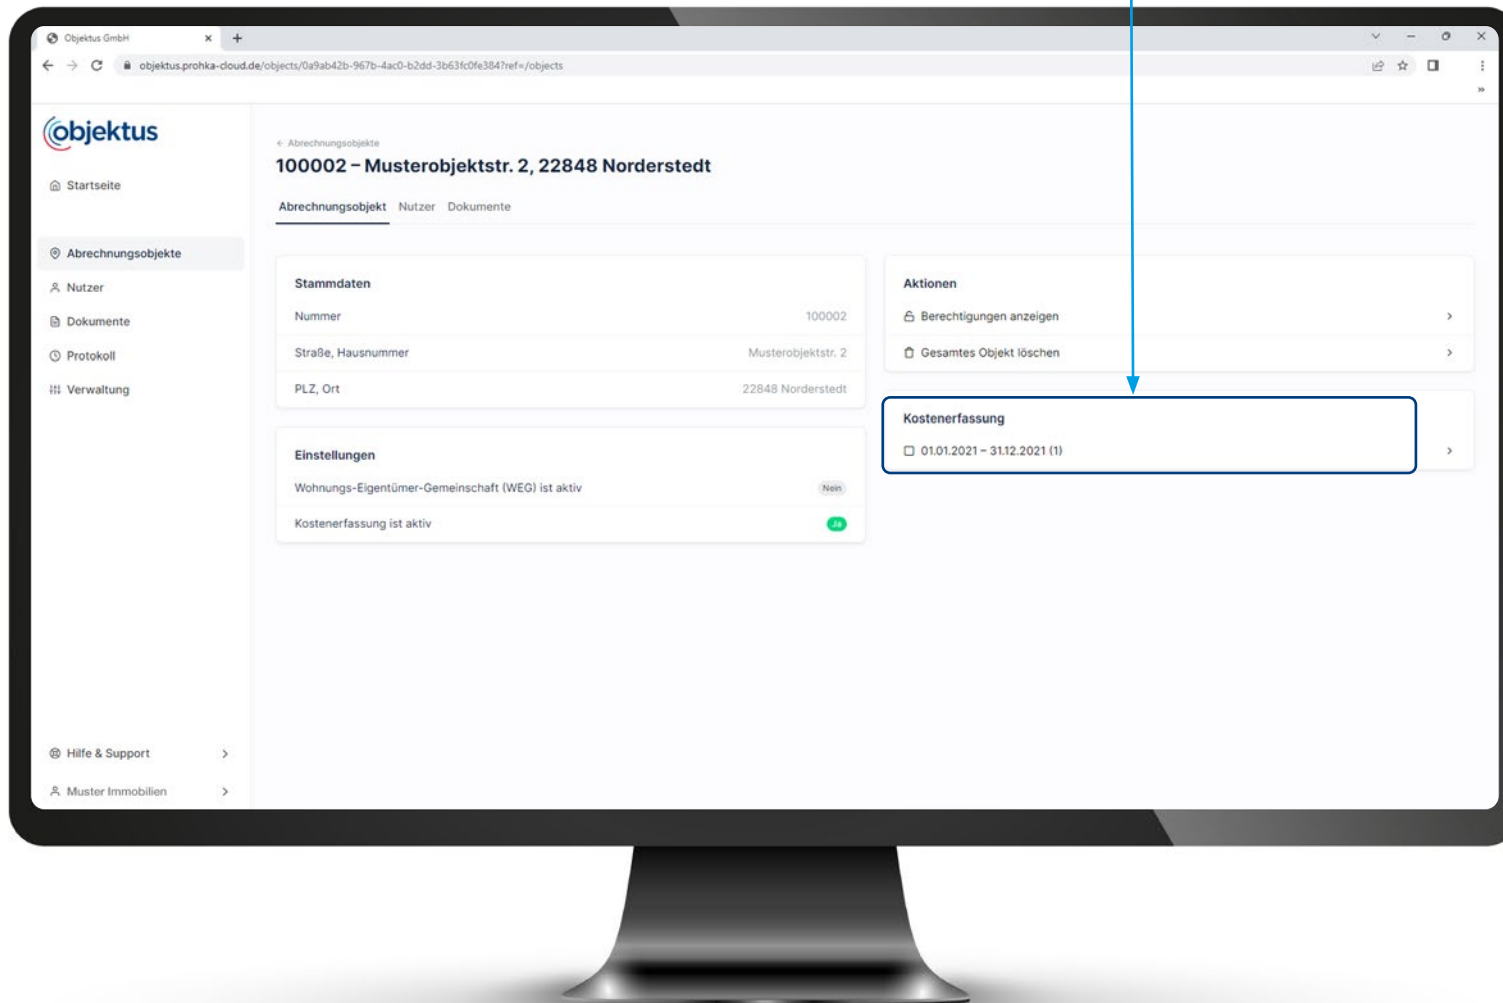 Objektus GmbH
objektus.prohka-cloud.de/objects/0a9ab42b-967b-4ac0-b2dd-3b63fc0fe384?ref=/objects
objektus
Startseite
Abrechnungsobjekte
Nutzer
Dokumente
Protokoll
Verwaltung
Hilfe & Support
Muster Immobilien
← Abrechnungsobjekte
100002 – Musterobjektstr. 2, 22848 Norderstedt
Abrechnungsobjekt Nutzer Dokumente
Stammdaten
Nummer 100002
Straße, Hausnummer Musterobjektstr. 2
PLZ, Ort 22848 Norderstedt
Einstellungen
Wohnungs-Eigentümer-Gemeinschaft (WEG) ist aktiv Nein
Kostenerfassung ist aktiv Ja
Aktionen
Berechtigungen anzeigen
Gesamtes Objekt löschen
Kostenerfassung
01.01.2021 – 31.12.2021 (1)